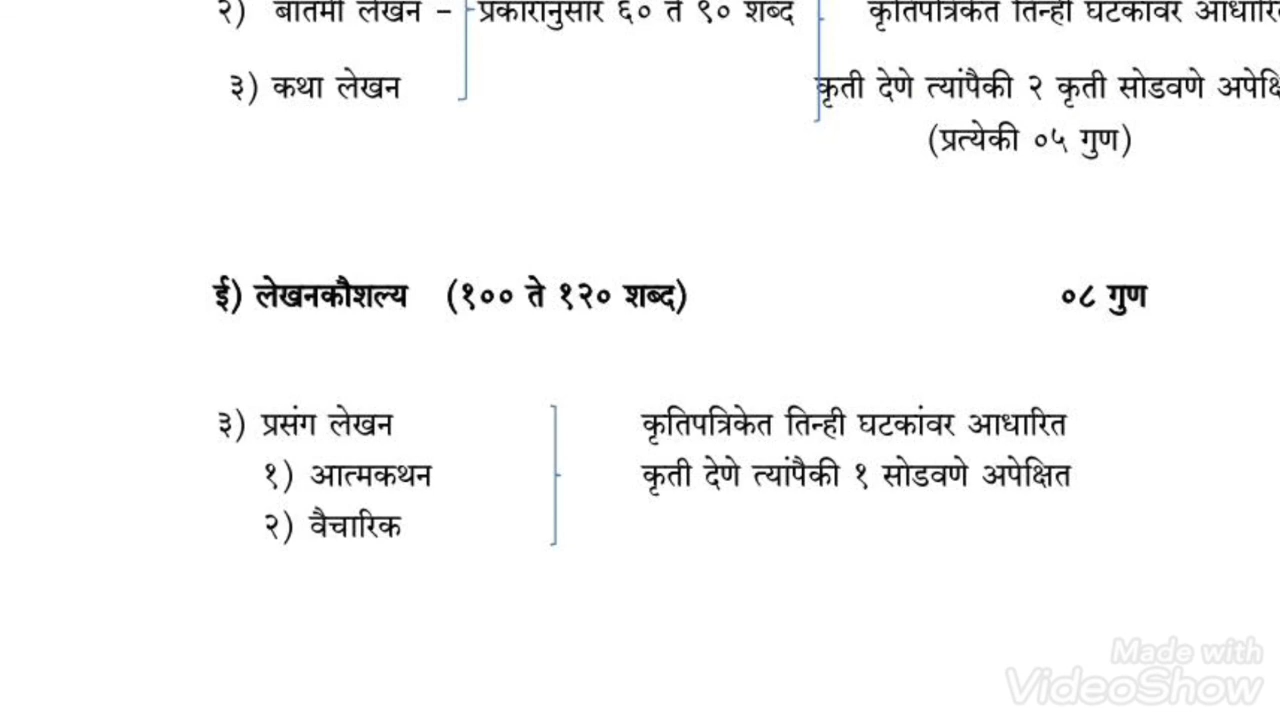 २) बातमी लेखन - प्रकारानुसार ६० ते ९० शब्द कृतिपत्रिकेत तिन्ही घटकांवर
३) कथा लेखन कृती देणे त्यांपैकी २ कृती सोडवणे
(प्रत्येकी ०५ गुण)
ई) लेखनकौशल्य (१०० ते १२० शब्द) ०८ गुण
३) प्रसंग लेखन कृतिपत्रिकेत तिन्ही घटकांवर आधारित
१) आत्मकथन कृती देणे त्यांपैकी १ सोडवणे अपेक्षित
२) वैचारिक
Made with
VideoShow